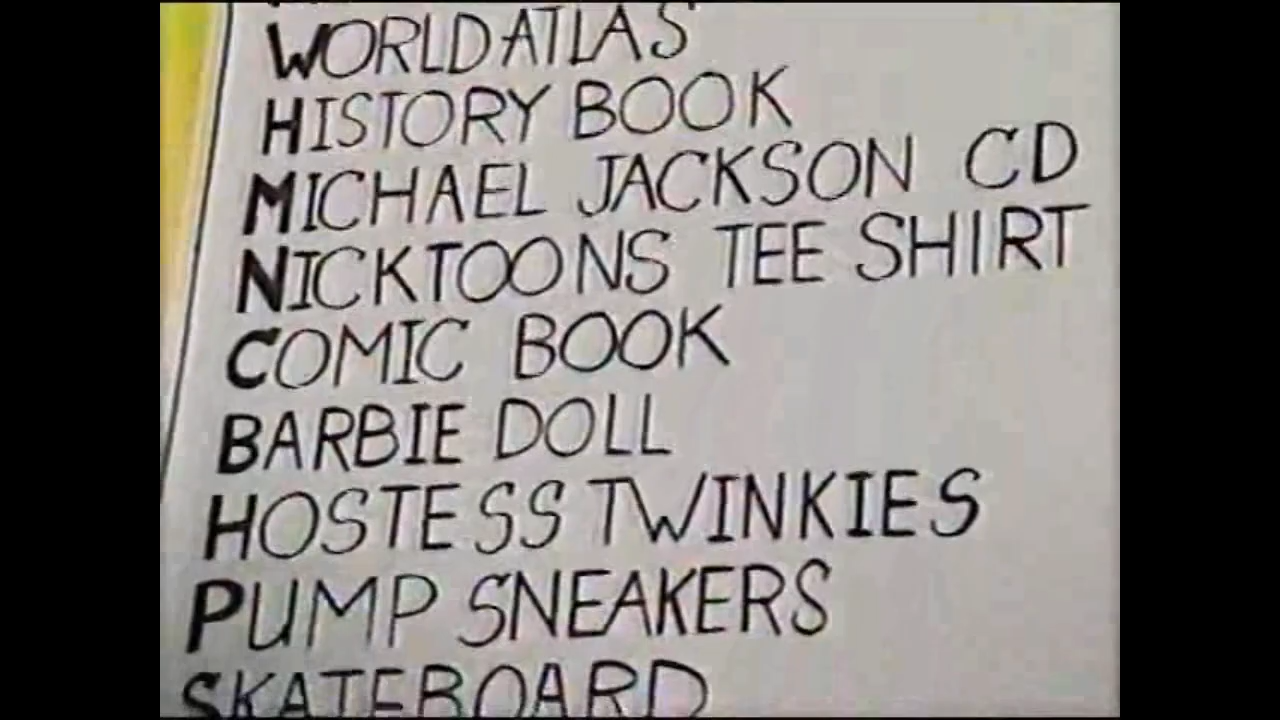 WORLD ATLAS
HISTORY BOOK
MICHAEL JACKSON CD
NICKTOONS TEE SHIRT
COMIC BOOK
BARBIE DOLL
HOSTESS TWINKIES
PUMP SNEAKERS
SKATEBOARD